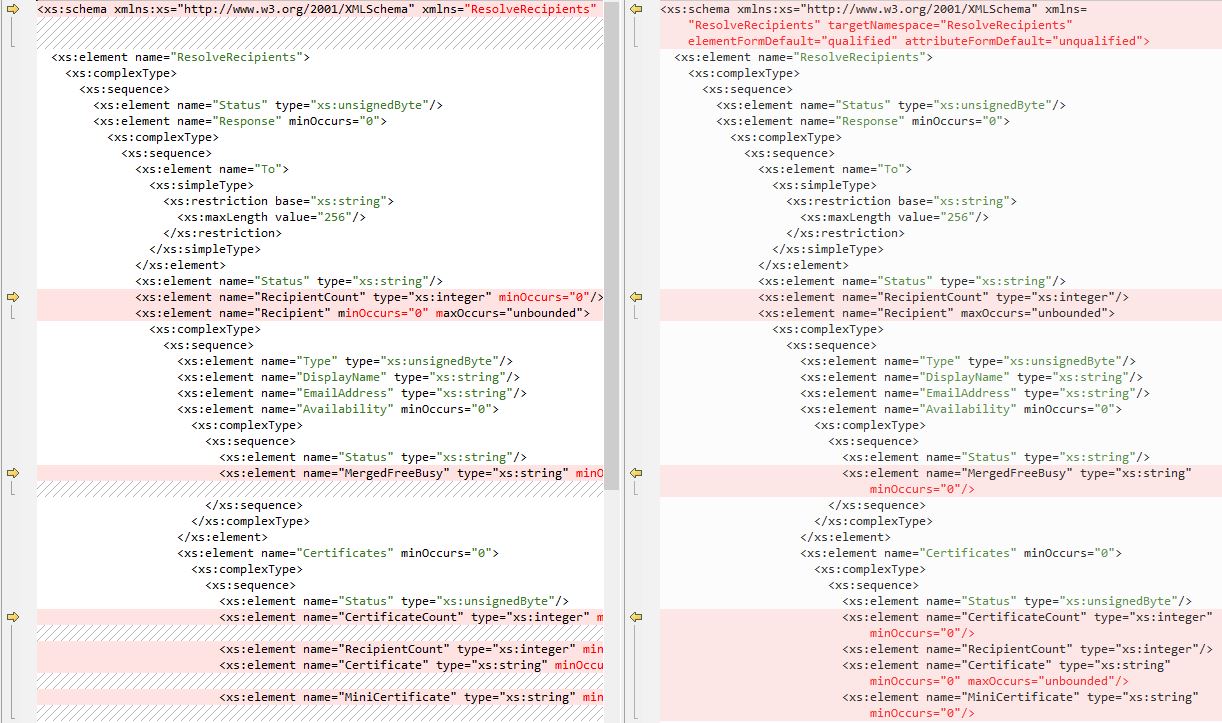 <xs:schema xmlns:xs="http://www.w3.org/2001/XMLSchema" xmlns="ResolveRecipients"
<xs:element name="ResolveRecipients">
<xs:complexType>
<xs:sequence>
<xs:element name="Status" type="xs:unsignedByte"/>
<xs:element name="Response" minOccurs="0">
<xs:complexType>
<xs:sequence>
<xs:element name="To">
<xs:simpleType>
<xs:restriction base="xs:string">
<xs:maxLength value="256"/>
</xs:restriction>
</xs:simpleType>
</xs:element>
<xs:element name="Status" type="xs:string"/>
<xs:element name="RecipientCount" type="xs:integer" minOccurs="0"/>
<xs:element name="Recipient" minOccurs="0" maxOccurs="unbounded">
<xs:complexType>
<xs:sequence>
<xs:element name="Type" type="xs:unsignedByte"/>
<xs:element name="DisplayName" type="xs:string"/>
<xs:element name="EmailAddress" type="xs:string"/>
<xs:element name="Availability" minOccurs="0">
<xs:complexType>
<xs:sequence>
<xs:element name="Status" type="xs:string"/>
<xs:element name="MergedFreeBusy" type="xs:string" minO
</xs:sequence>
</xs:complexType>
</xs:element>
<xs:element name="Certificates" minOccurs="0">
<xs:complexType>
<xs:sequence>
<xs:element name="Status" type="xs:unsignedByte"/>
<xs:element name="CertificateCount" type="xs:integer" m
<xs:element name="RecipientCount" type="xs:integer" min
<xs:element name="Certificate" type="xs:string" minOccu
<xs:element name="MiniCertificate" type="xs:string" min
<xs:schema xmlns:xs="http://www.w3.org/2001/XMLSchema" xmlns=
"ResolveRecipients" targetNamespace="ResolveRecipients"
elementFormDefault="qualified" attributeFormDefault="unqualified">
<xs:element name="ResolveRecipients">
<xs:complexType>
<xs:sequence>
<xs:element name="Status" type="xs:unsignedByte"/>
<xs:element name="Response" minOccurs="0">
<xs:complexType>
<xs:sequence>
<xs:element name="To">
<xs:simpleType>
<xs:restriction base="xs:string">
<xs:maxLength value="256"/>
</xs:restriction>
</xs:simpleType>
</xs:element>
<xs:element name="Status" type="xs:string"/>
<xs:element name="RecipientCount" type="xs:integer"/>
<xs:element name="Recipient" maxOccurs="unbounded">
<xs:complexType>
<xs:sequence>
<xs:element name="Type" type="xs:unsignedByte"/>
<xs:element name="DisplayName" type="xs:string"/>
<xs:element name="EmailAddress" type="xs:string"/>
<xs:element name="Availability" minOccurs="0">
<xs:complexType>
<xs:sequence>
<xs:element name="Status" type="xs:string"/>
<xs:element name="MergedFreeBusy" type="xs:string"
minOccurs="0"/>
</xs:sequence>
</xs:complexType>
</xs:element>
<xs:element name="Certificates" minOccurs="0">
<xs:complexType>
<xs:sequence>
<xs:element name="Status" type="xs:unsignedByte"/>
<xs:element name="CertificateCount" type="xs:integer"
minOccurs="0"/>
<xs:element name="RecipientCount" type="xs:integer"/>
<xs:element name="Certificate" type="xs:string"
minOccurs="0" maxOccurs="unbounded"/>
<xs:element name="MiniCertificate" type="xs:string"
minOccurs="0"/>